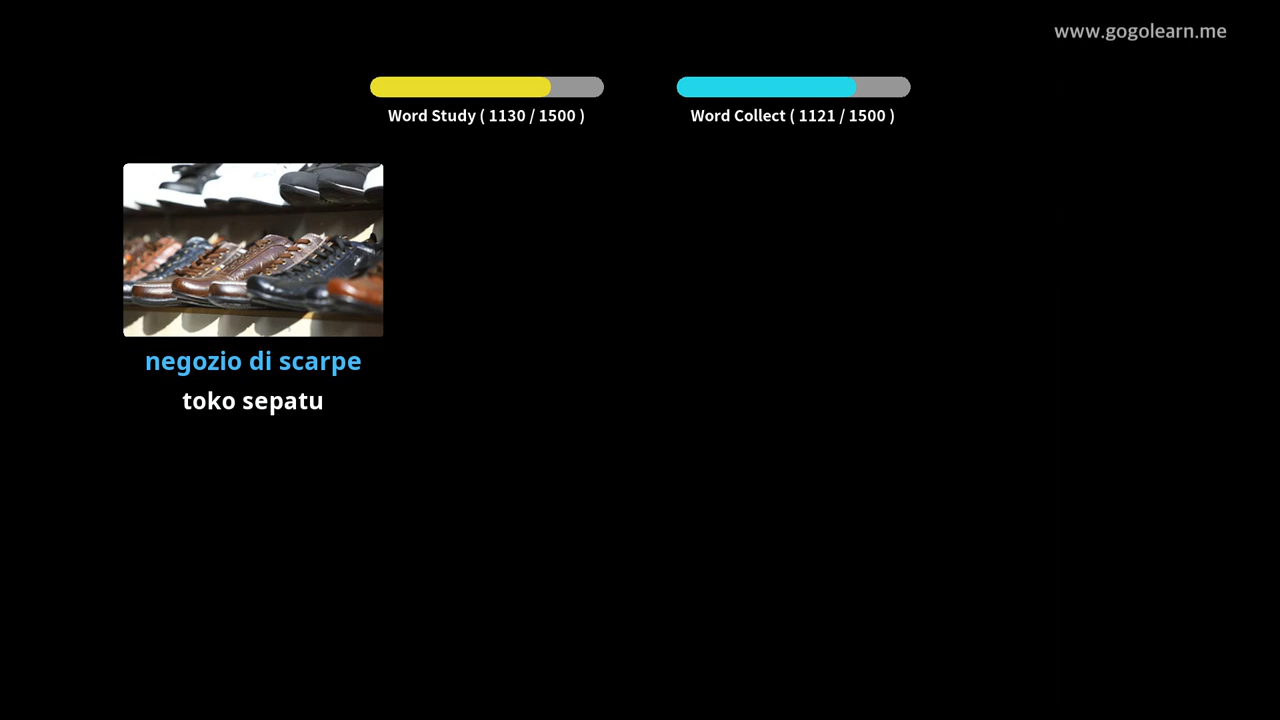 www.gogolearn.me
Word Study ( 1130 / 1500 )
Word Collect ( 1121 / 1500 )
negozio di scarpe
toko sepatu